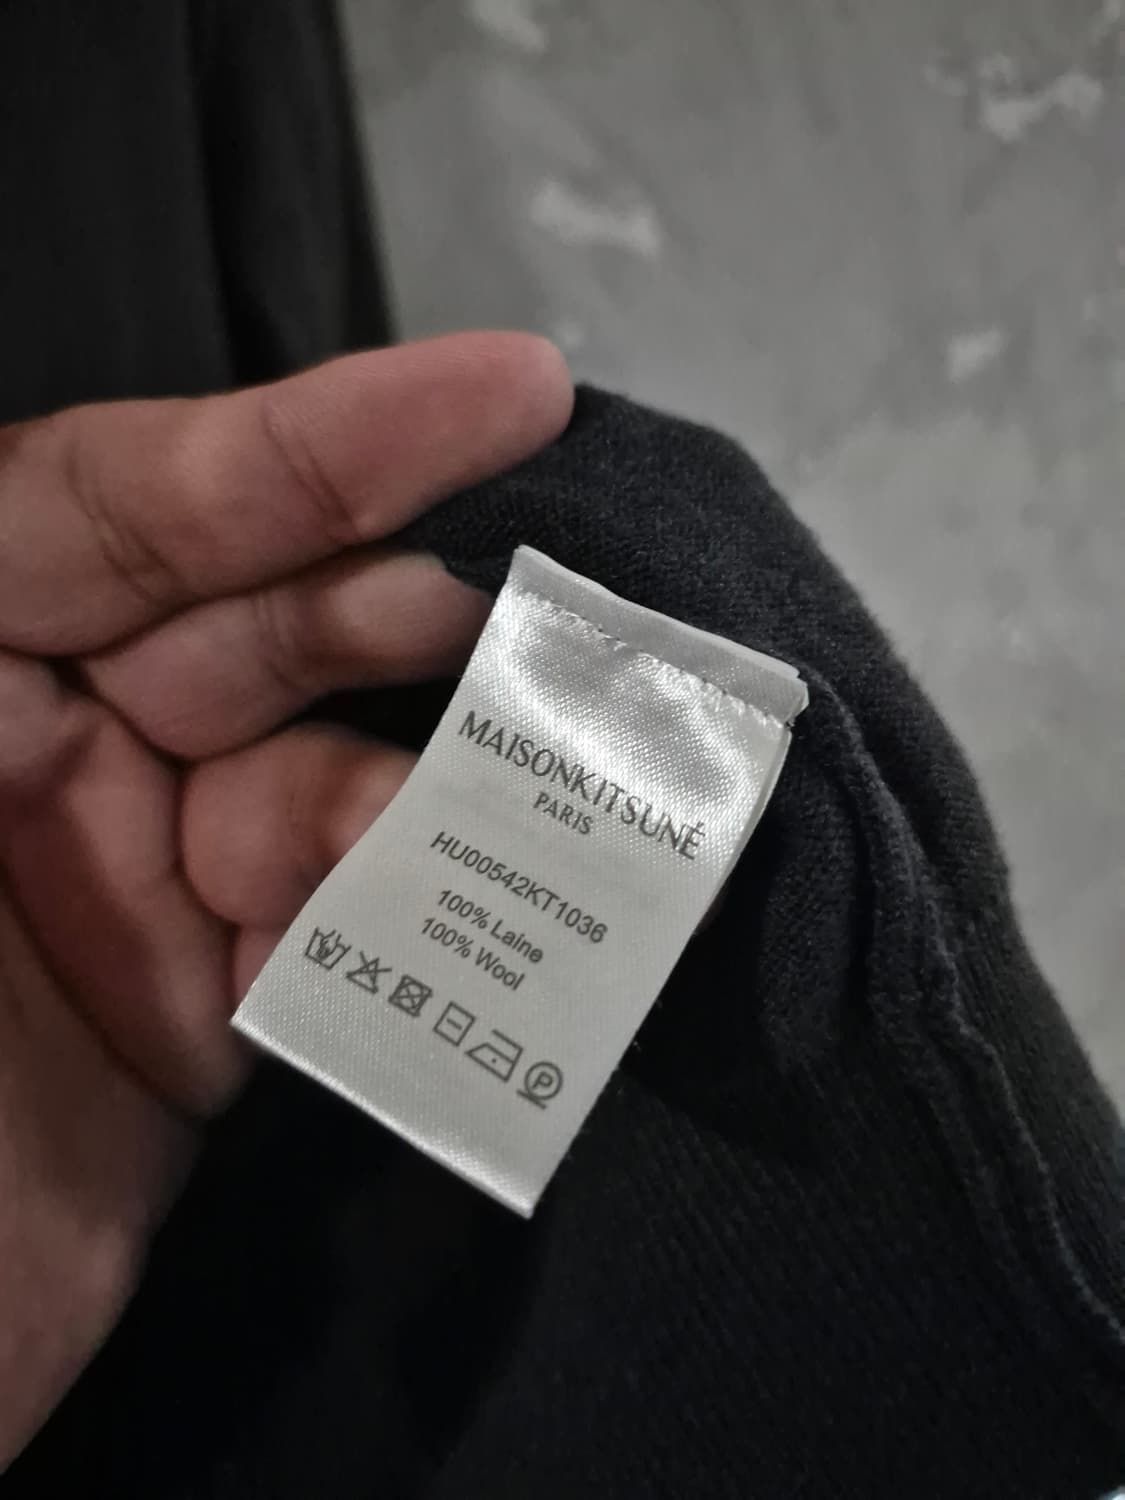 MAISONKITSUNÉ
PARIS
HU00542KT1036
100% Laine
100% Wool
P